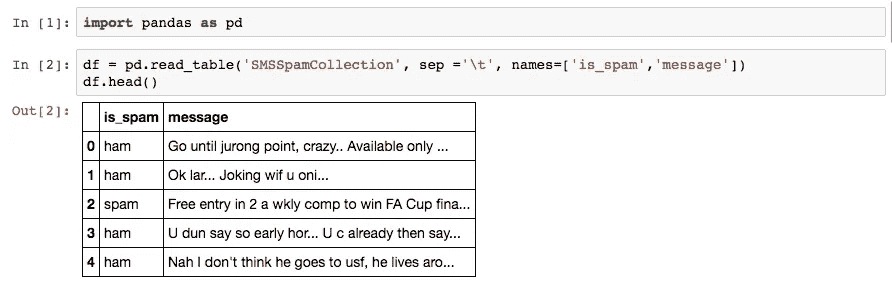 In [1]: import pandas as pd
In [2]: df = pd.read_table('SMSSpamCollection', sep ='\t', names=['is_spam','message'])
df.head()
Out[2]:
is_spam message
0 ham Go until jurong point, crazy.. Available only ...
1 ham Ok lar... Joking wif u oni...
2 spam Free entry in 2 a wkly comp to win FA Cup fina...
3 ham U dun say so early hor... U c already then say...
4 ham Nah I don't think he goes to usf, he lives aro...